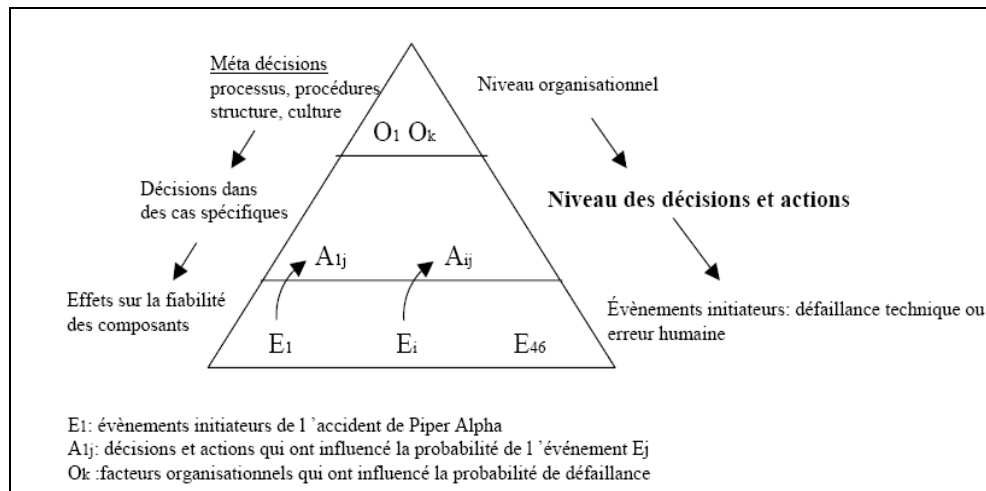 Méta décisions
processus, procédures
structure, culture
Niveau organisationnel
O1 Ok
Décisions dans
des cas spécifiques
Niveau des décisions et actions
A1j
Aij
Effets sur la fiabilité
des composants
Évènements initiateurs: défaillance technique ou
erreur humaine
E1
Ei
E46
E1: évènements initiateurs de l ’accident de Piper Alpha
A1j: décisions et actions qui ont influencé la probabilité de l ’événement Ej
Ok :facteurs organisationnels qui ont influencé la probabilité de défaillance